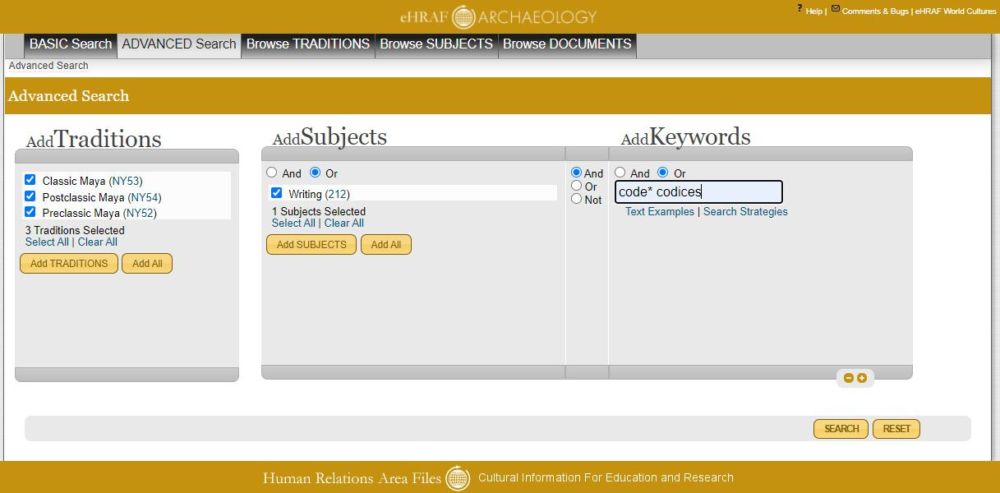 eHRAF ARCHAEOLOGY
? Help | Comments & Bugs | eHRAF World Cultures
BASIC Search ADVANCED Search Browse TRADITIONS Browse SUBJECTS Browse DOCUMENTS
Advanced Search
Advanced Search
AddTraditions
Classic Maya (NY53)
Postclassic Maya (NY54)
Preclassic Maya (NY52)
3 Traditions Selected
Select All | Clear All
Add TRADITIONS Add All
AddSubjects
And Or
Writing (212)
1 Subjects Selected
Select All | Clear All
Add SUBJECTS Add All
And
Or
Not
AddKeywords
And Or
code* codices
Text Examples | Search Strategies
SEARCH RESET
Human Relations Area Files Cultural Information For Education and Research